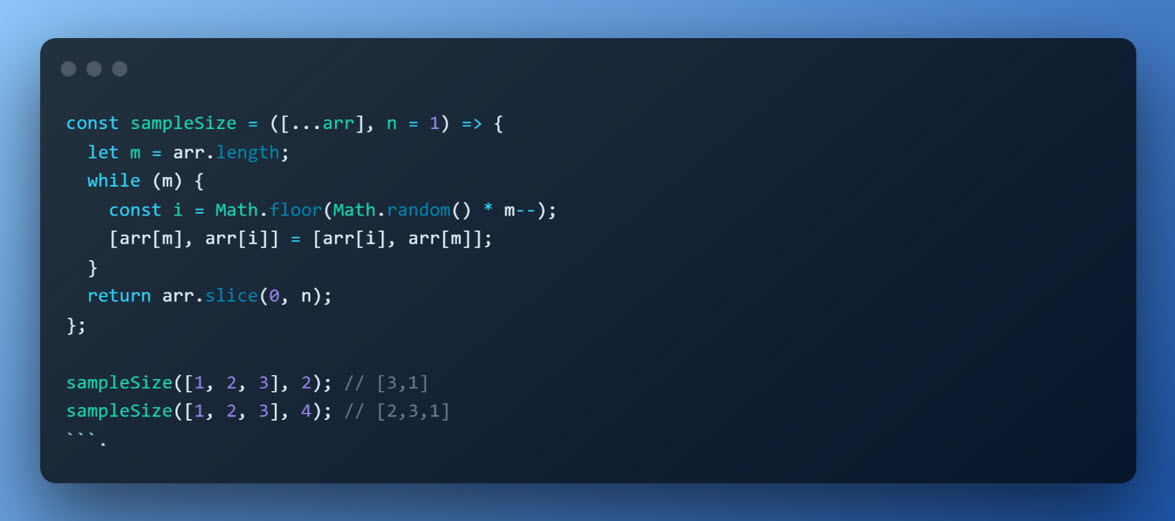 const sampleSize = ([...arr], n = 1) => {
  let m = arr.length;
  while (m) {
    const i = Math.floor(Math.random() * m--);
    [arr[m], arr[i]] = [arr[i], arr[m]];
  }
  return arr.slice(0, n);
};

sampleSize([1, 2, 3], 2); // [3,1]
sampleSize([1, 2, 3], 4); // [2,3,1]
```.